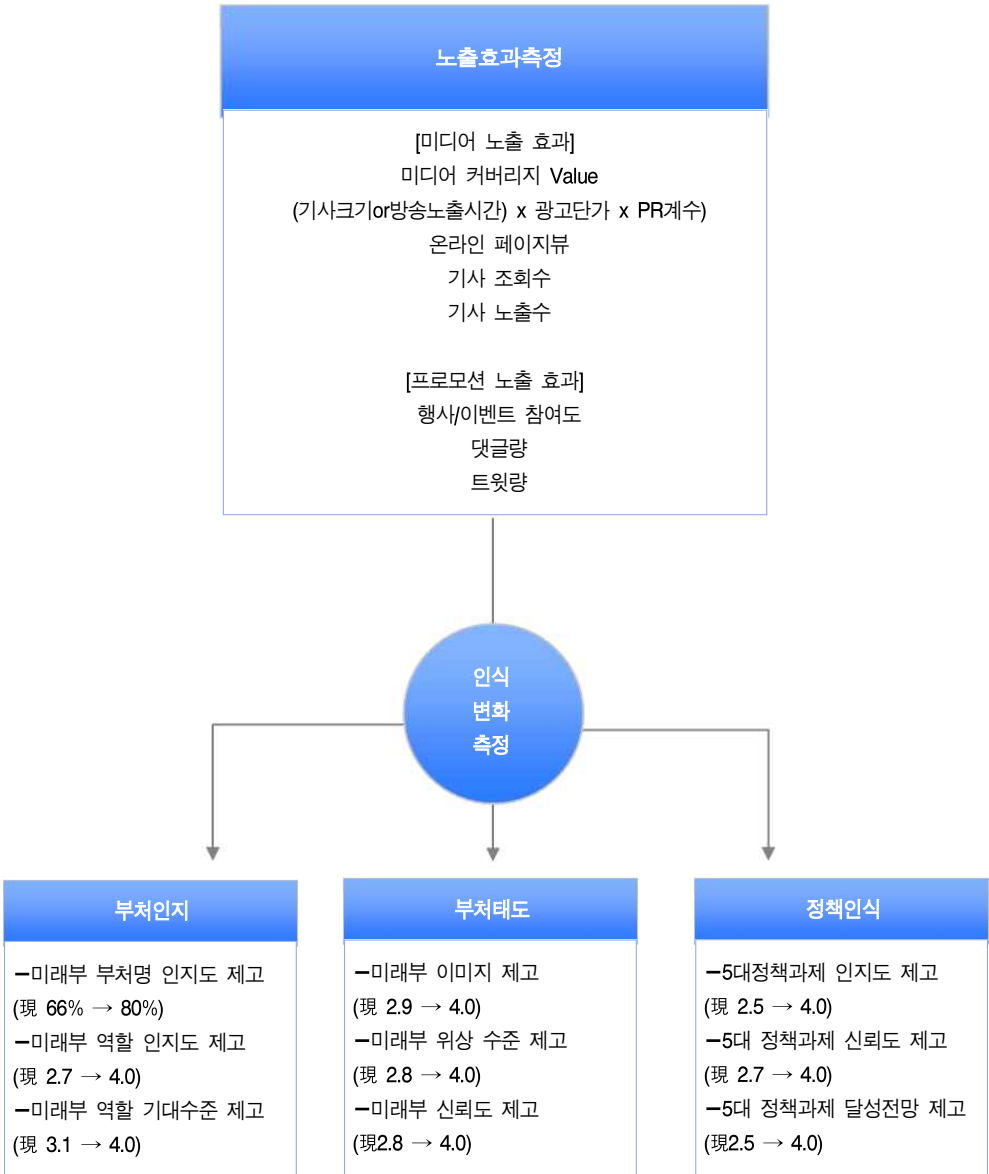 노출효과측정
[미디어 노출 효과]
미디어 커버리지 Value
(기사크기or방송노출시간) x 광고단가 x PR계수)
온라인 페이지뷰
기사 조회수
기사 노출수
[프로모션 노출 효과]
행사/이벤트 참여도
댓글량
트윗량
인식
변화
측정
부처인지
━미래부 부처명 인지도 제고
(現 66% → 80%)
━미래부 역할 인지도 제고
(現 2.7 → 4.0)
━미래부 역할 기대수준 제고
(現 3.1 → 4.0)
부처태도
━미래부 이미지 제고
(現 2.9 → 4.0)
━미래부 위상 수준 제고
(現 2.8 → 4.0)
━미래부 신뢰도 제고
(現2.8 → 4.0)
정책인식
━5대정책과제 인지도 제고
(現 2.5 → 4.0)
━5대 정책과제 신뢰도 제고
(現 2.7 → 4.0)
━5대 정책과제 달성전망 제고
(現2.5 → 4.0)